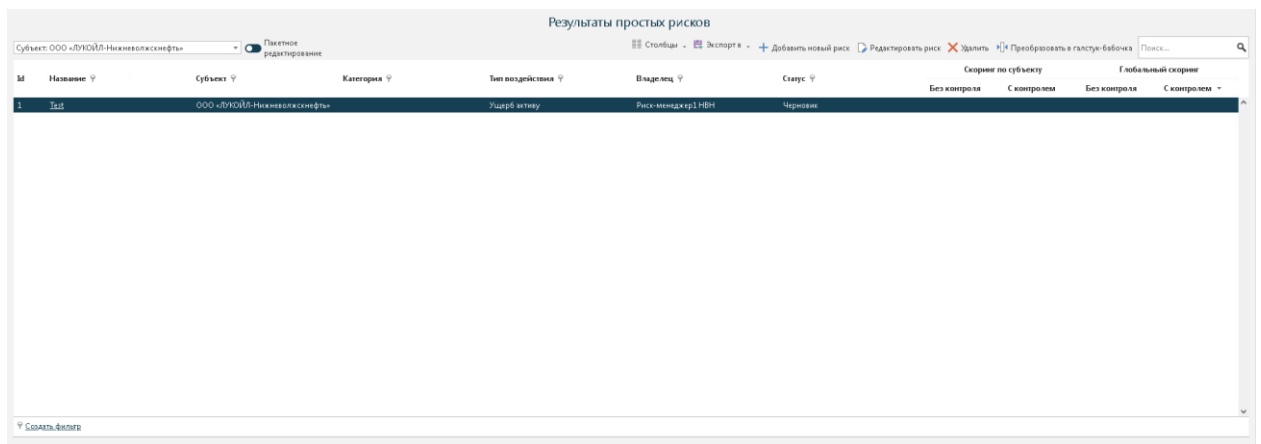 Результаты простых рисков
Субъект: ООО «ЛУКОЙЛ-Нижневолжскнефть»
Пакетное
редактирование
Столбцы
Экспорт в
Добавить новый риск
Редактировать риск
Удалить
Преобразовать в галстук-бабочка
Поиск...
Id Название Субъект Категория Тип воздействия Владелец Статус
Скоринг по субъекту Глобальный скоринг
Без контроля С контролем Без контроля С контролем
1 Test ООО «ЛУКОЙЛ-Нижневолжскнефть» Ущерб активу Риск-менеджер1 НВН Черновик
Создать фильтр